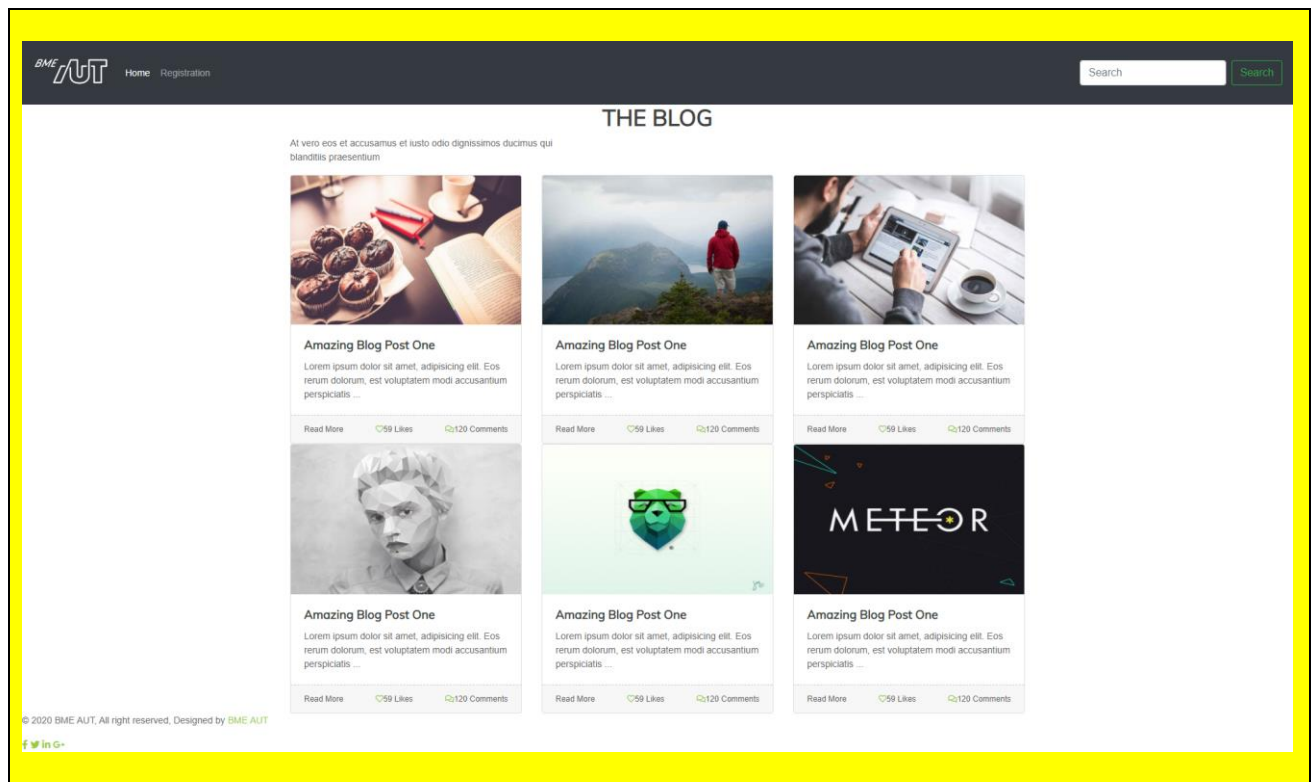 BME AUT
Home Registration
Search Search
THE BLOG
At vero eos et accusamus et iusto odio dignissimos ducimus qui
blanditiis praesentium
Amazing Blog Post One
Lorem ipsum dolor sit amet, adipisicing elit. Eos
rerum dolorum, est voluptatem modi accusantium
perspiciatis ...
Read More 59 Likes 120 Comments
Amazing Blog Post One
Lorem ipsum dolor sit amet, adipisicing elit. Eos
rerum dolorum, est voluptatem modi accusantium
perspiciatis ...
Read More 59 Likes 120 Comments
Amazing Blog Post One
Lorem ipsum dolor sit amet, adipisicing elit. Eos
rerum dolorum, est voluptatem modi accusantium
perspiciatis ...
Read More 59 Likes 120 Comments
Amazing Blog Post One
Lorem ipsum dolor sit amet, adipisicing elit. Eos
rerum dolorum, est voluptatem modi accusantium
perspiciatis ...
Read More 59 Likes 120 Comments
Amazing Blog Post One
Lorem ipsum dolor sit amet, adipisicing elit. Eos
rerum dolorum, est voluptatem modi accusantium
perspiciatis ...
Read More 59 Likes 120 Comments
METEOR
Amazing Blog Post One
Lorem ipsum dolor sit amet, adipisicing elit. Eos
rerum dolorum, est voluptatem modi accusantium
perspiciatis ...
Read More 59 Likes 120 Comments
© 2020 BME AUT, All right reserved, Designed by BME AUT
f in G+